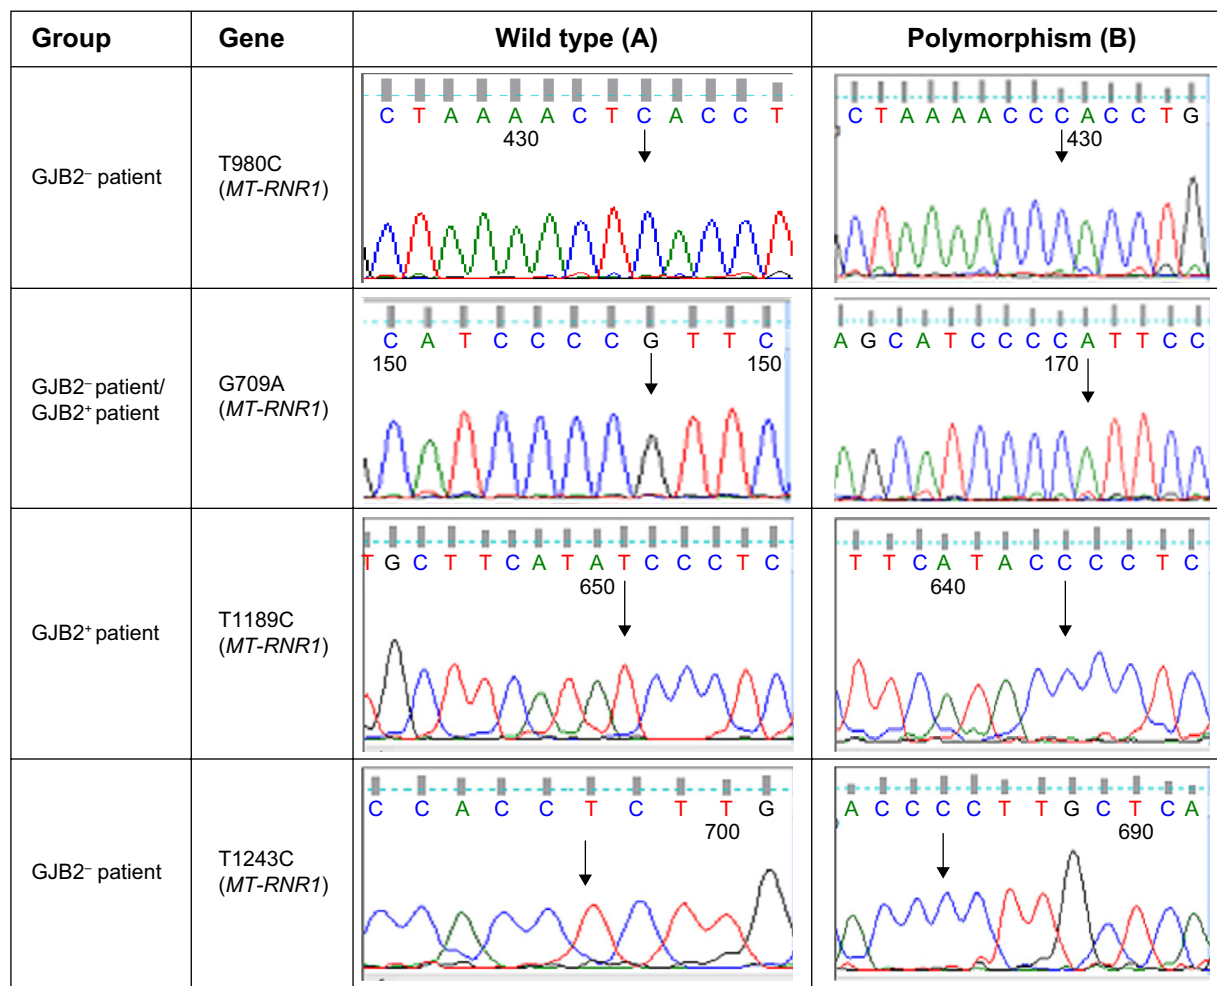 Group Gene Wild type (A) Polymorphism (B)
GJB2– patient
T980C
(MT-RNR1)
C T A A A A C T C A C C T
430
C T A A A A C C C A C C T G
430
GJB2– patient/
GJB2+ patient
G709A
(MT-RNR1)
C A T C C C C G T T C
150 150
A G C A T C C C C A T T C C
170
GJB2+ patient
T1189C
(MT-RNR1)
T G C T T C A T A T C C C T C
650
T T C A T A C C C C T C
640
GJB2– patient
T1243C
(MT-RNR1)
C C A C C T C T T G
700
A C C C C T T G C T C A
690